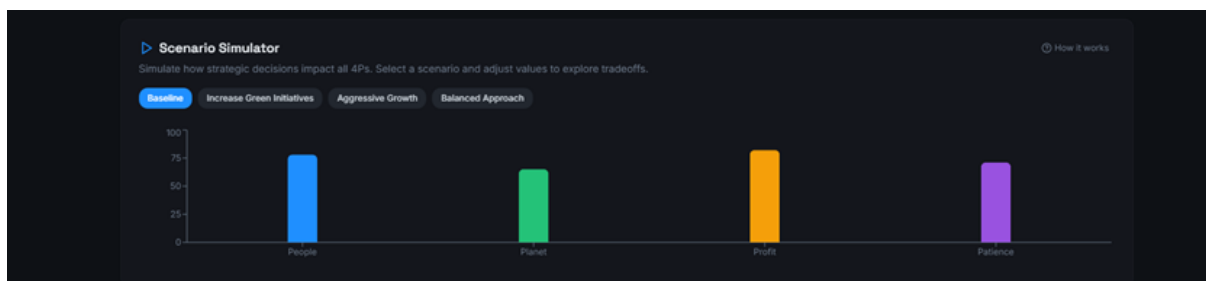 Scenario Simulator
How it works
Simulate how strategic decisions impact all 4Ps. Select a scenario and adjust values to explore tradeoffs.
Baseline
Increase Green Initiatives
Aggressive Growth
Balanced Approach
100
75
50
25
0
People
Planet
Profit
Patience